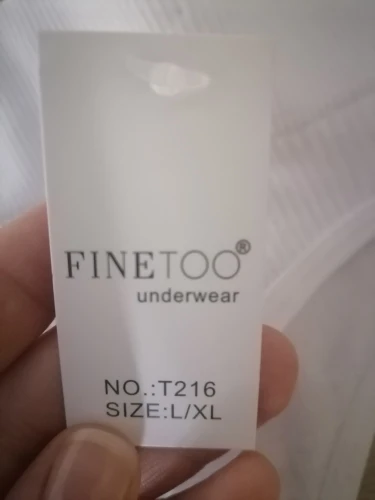 FINETOO®
underwear
NO.:T216
SIZE:L/XL